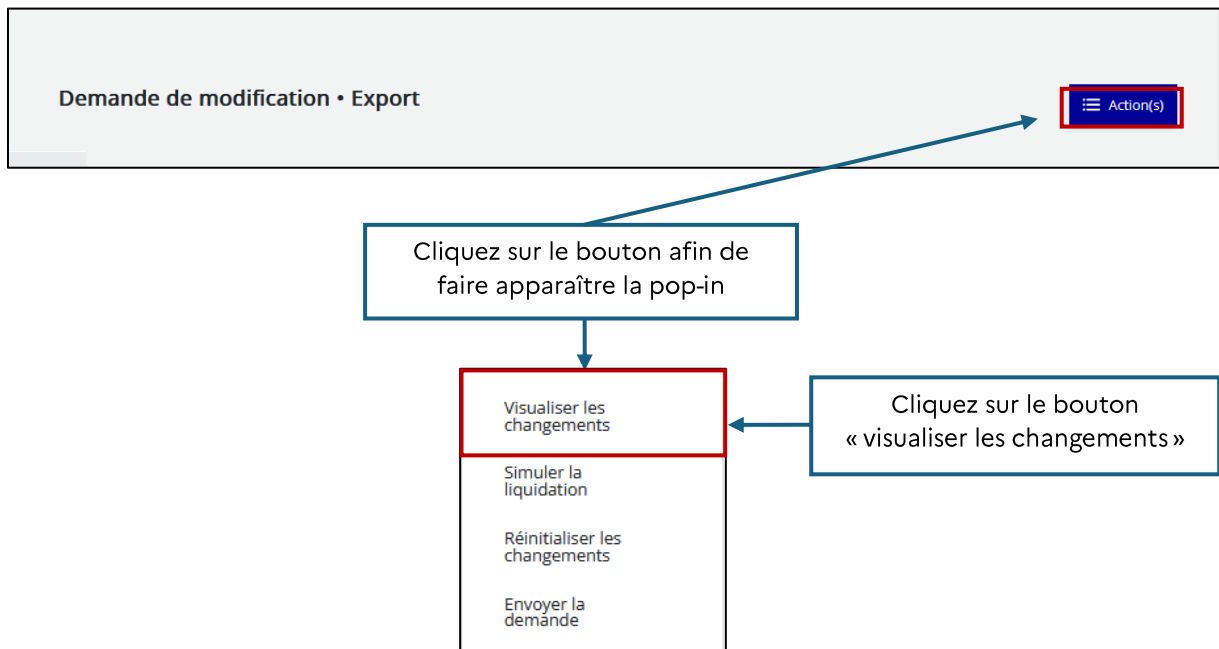 Demande de modification • Export
Action(s)
Cliquez sur le bouton afin de
faire apparaître la pop-in
Visualiser les
changements
Cliquez sur le bouton
« visualiser les changements »
Simuler la
liquidation
Réinitialiser les
changements
Envoyer la
demande